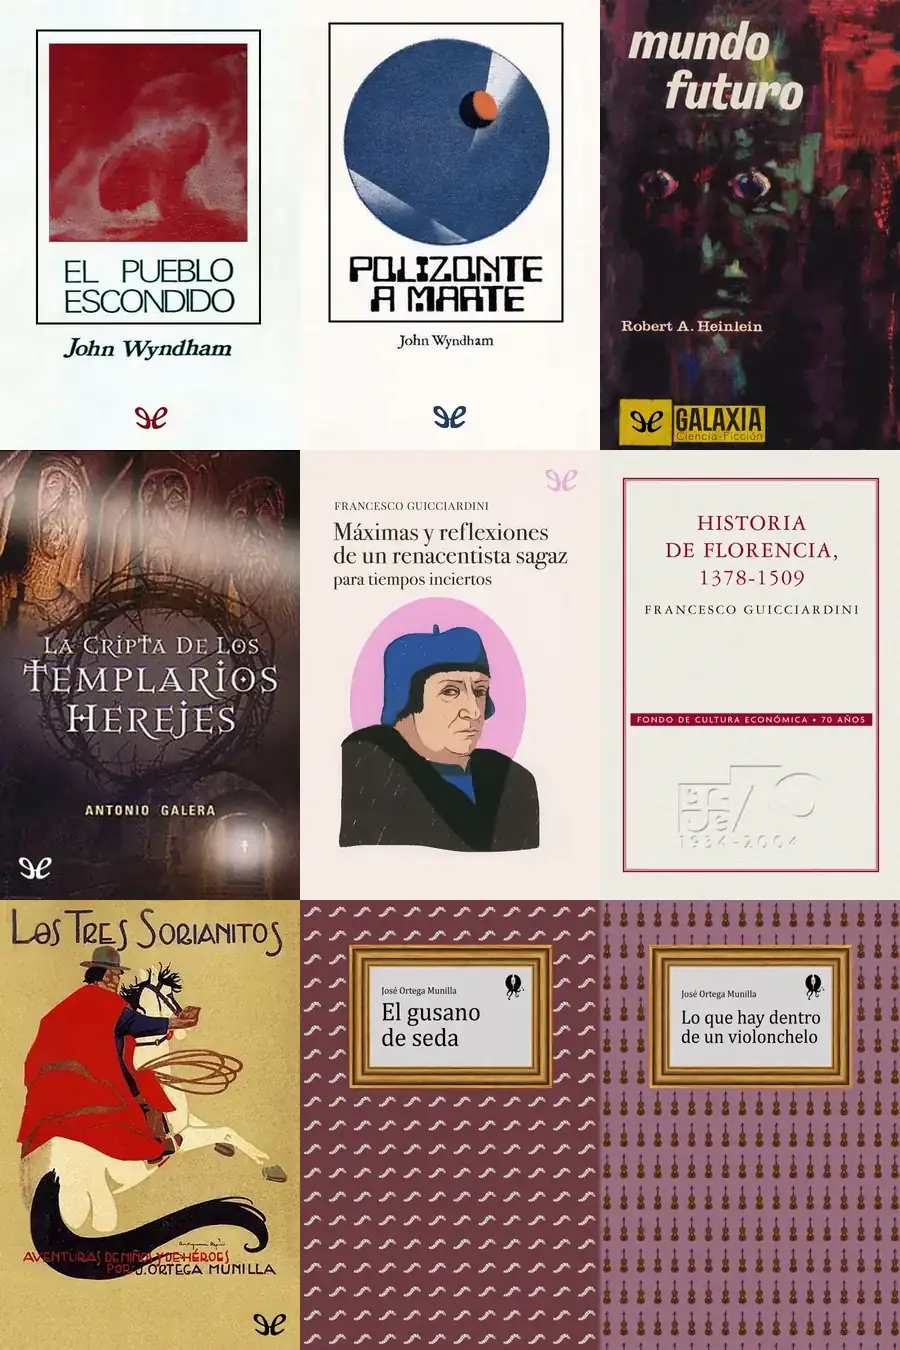 EL PUEBLO
ESCONDIDO
John Wyndham
POLIZONTE
A MARTE
John Wyndham
mundo
futuro
Robert A. Heinlein
GALAXIA
Ciencia-Ficción
LA CRIPTA DE LOS
TEMPLARIOS
HEREJES
ANTONIO GALERA
FRANCESCO GUICCIARDINI
Máximas y reflexiones
de un renacentista sagaz
para tiempos inciertos
HISTORIA
DE FLORENCIA,
1378-1509
FRANCESCO GUICCIARDINI
FONDO DE CULTURA ECONÓMICA • 70 AÑOS
1934-2004
LOS TRES SORIANITOS
AVENTURAS DE NIÑOS Y DE HÉROES
POR J. ORTEGA MUNILLA
José Ortega Munilla
El gusano
de seda
José Ortega Munilla
Lo que hay dentro
de un violonchelo